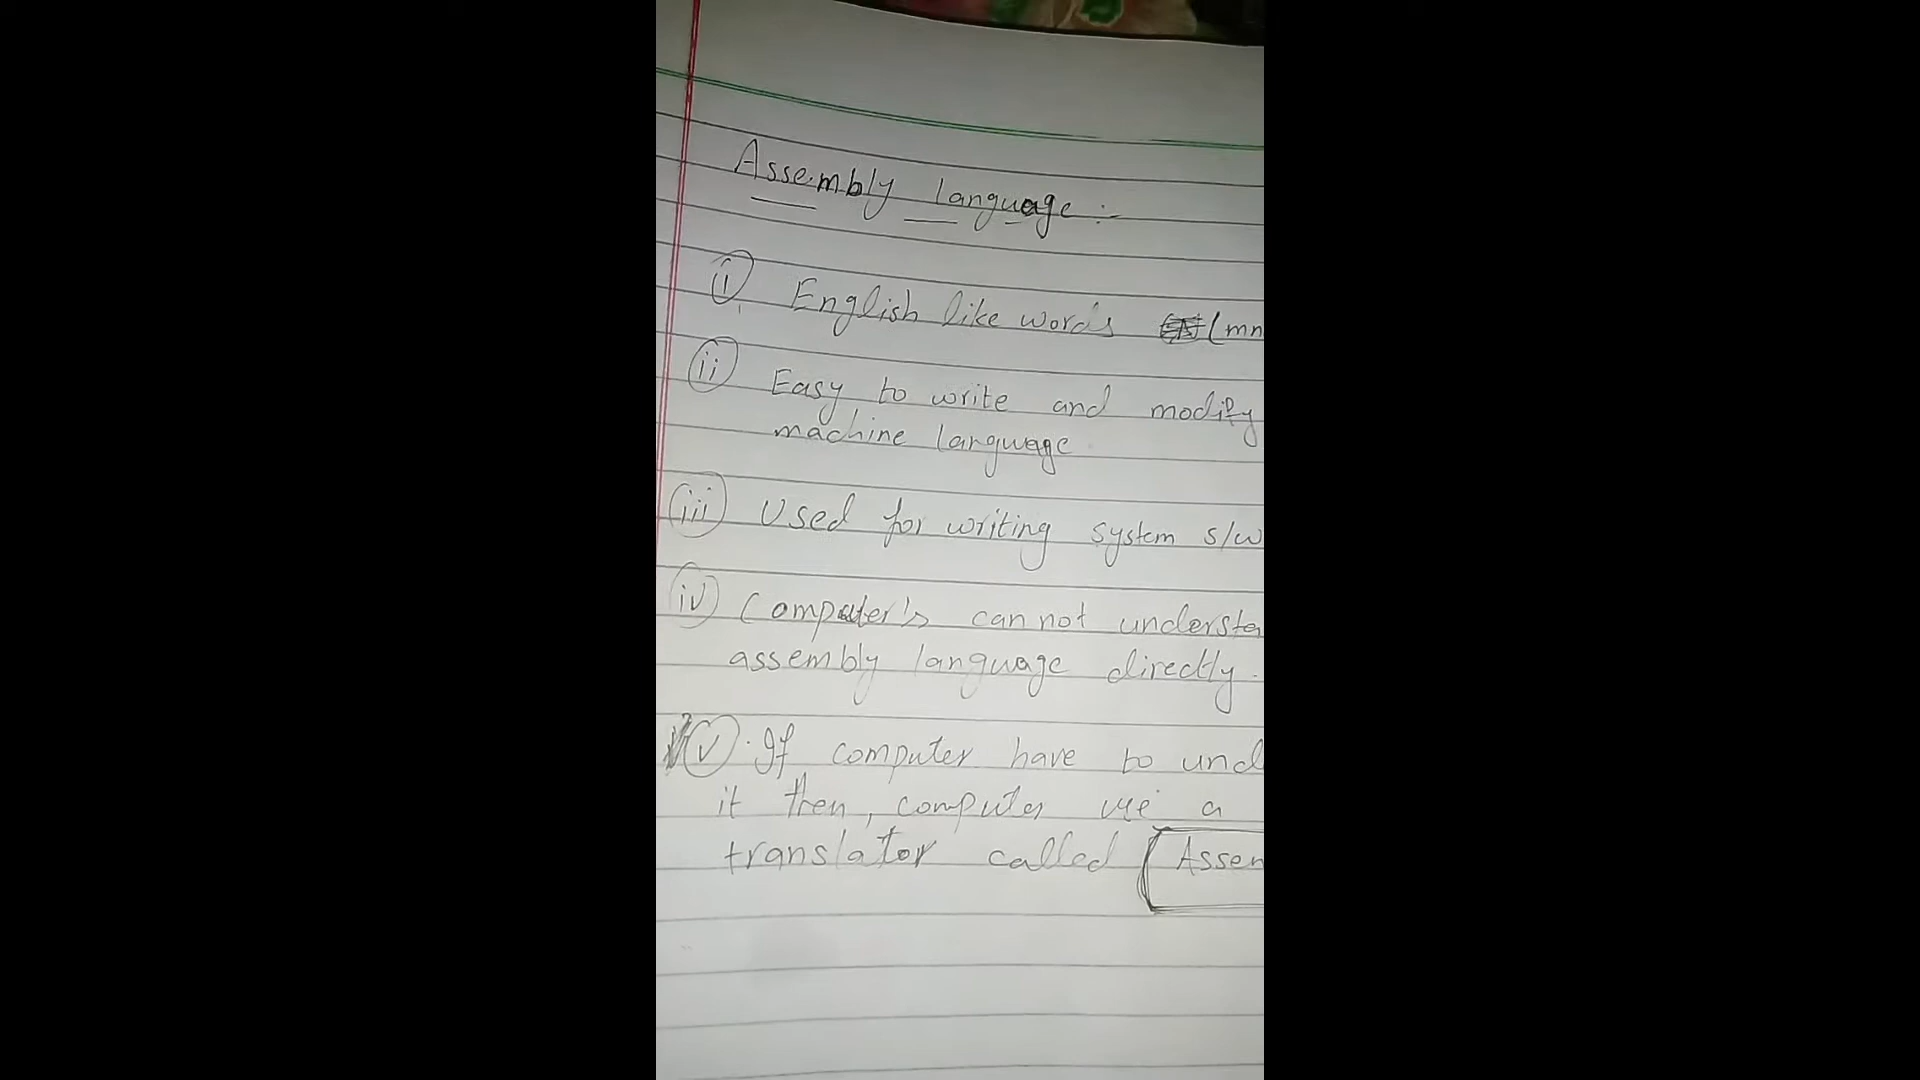 Assembly language :-
(i) English like words (mn
(ii) Easy to write and modify
machine language
(iii) Used for writing system s/w
(iv) Computer's can not understa
assembly language directly.
(v) . If computer have to und
it then, computer use a
translator called Assem